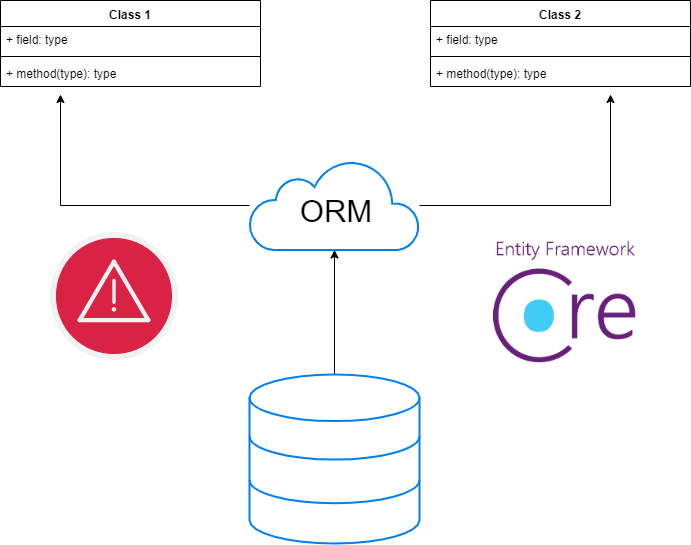 Class 1
+ field: type
+ method(type): type
Class 2
+ field: type
+ method(type): type
ORM
Entity Framework
Core